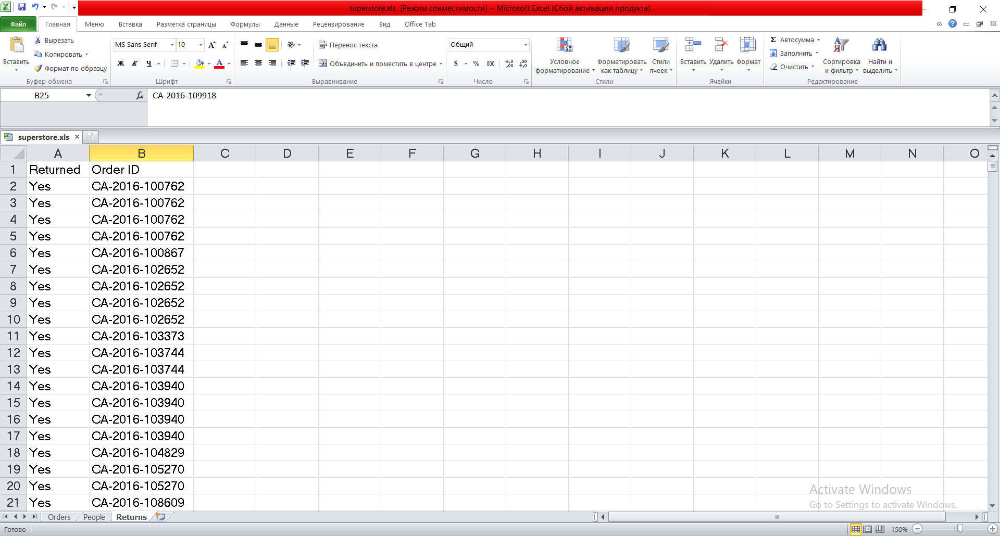 superstore.xls [Режим совместимости] - Microsoft Excel (Сбой активации продукта)
Файл Главная Меню Вставка Разметка страницы Формулы Данные Рецензирование Вид Office Tab
Вставить
Вырезать
Копировать
Формат по образцу
Буфер обмена
MS Sans Serif 10
Ж К Ч А
Шрифт
Перенос текста
Объединить и поместить в центре
Выравнивание
Общий
$ % 000
Число
Условное форматирование
Форматировать как таблицу
Стили ячеек
Стили
Вставить Удалить Формат
Ячейки
Σ Автосумма
Заполнить
Очистить
Сортировка и фильтр
Найти и выделить
Редактирование
B25 fx CA-2016-109918
superstore.xls
A B C D E F G H I J K L M N O
1 Returned Order ID
2 Yes CA-2016-100762
3 Yes CA-2016-100762
4 Yes CA-2016-100762
5 Yes CA-2016-100762
6 Yes CA-2016-100867
7 Yes CA-2016-102652
8 Yes CA-2016-102652
9 Yes CA-2016-102652
10 Yes CA-2016-102652
11 Yes CA-2016-103373
12 Yes CA-2016-103744
13 Yes CA-2016-103744
14 Yes CA-2016-103940
15 Yes CA-2016-103940
16 Yes CA-2016-103940
17 Yes CA-2016-103940
18 Yes CA-2016-104829
19 Yes CA-2016-105270
20 Yes CA-2016-105270
21 Yes CA-2016-108609
Activate Windows
Go to Settings to activate Windows.
Orders People Returns
Готово 150%